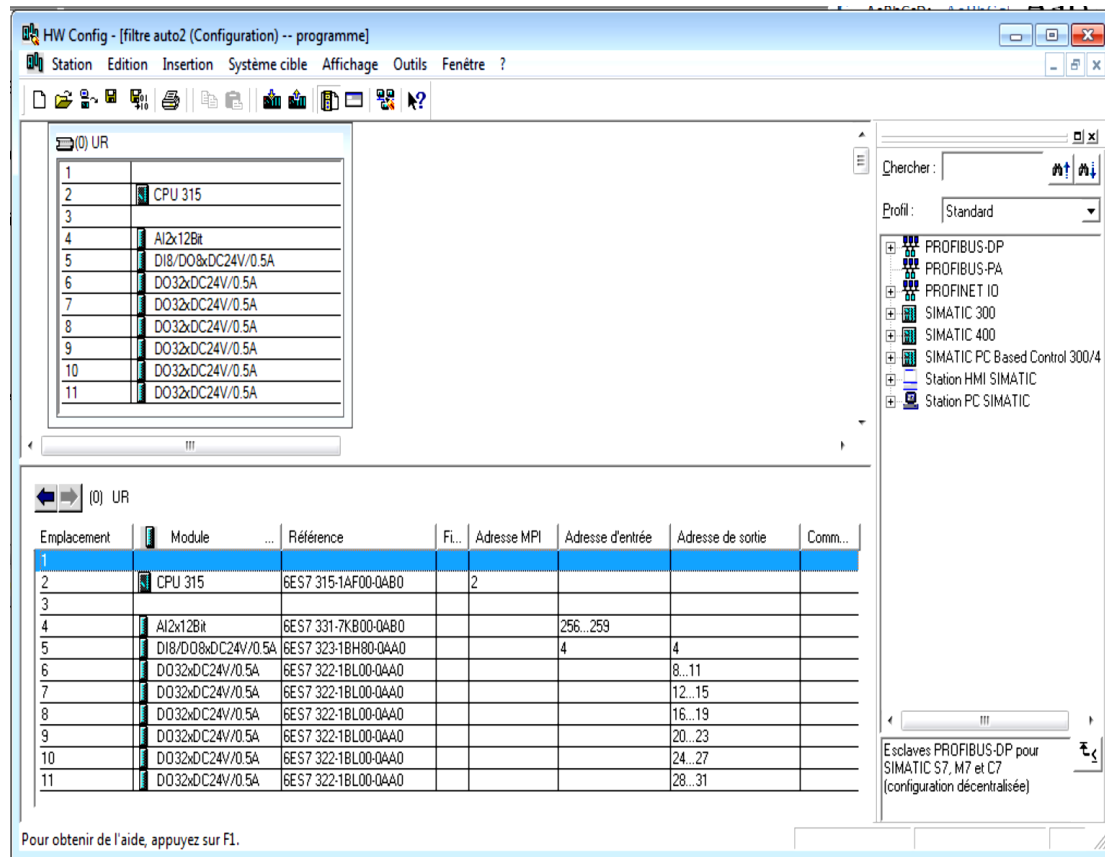 HW Config - [filtre auto2 (Configuration) -- programme]
Station Edition Insertion Système cible Affichage Outils Fenêtre ?
(0) UR
1
2 CPU 315
3
4 AI2x12Bit
5 DI8/DO8xDC24V/0.5A
6 DO32xDC24V/0.5A
7 DO32xDC24V/0.5A
8 DO32xDC24V/0.5A
9 DO32xDC24V/0.5A
10 DO32xDC24V/0.5A
11 DO32xDC24V/0.5A
Chercher :
Profil : Standard
PROFIBUS-DP
PROFIBUS-PA
PROFINET IO
SIMATIC 300
SIMATIC 400
SIMATIC PC Based Control 300/4
Station HMI SIMATIC
Station PC SIMATIC
(0) UR
Emplacement Module ... Référence Fi... Adresse MPI Adresse d'entrée Adresse de sortie Comm...
1
2 CPU 315 6ES7 315-1AF00-0AB0 2
3
4 AI2x12Bit 6ES7 331-7KB00-0AB0 256...259
5 DI8/DO8xDC24V/0.5A 6ES7 323-1BH80-0AA0 4 4
6 DO32xDC24V/0.5A 6ES7 322-1BL00-0AA0 8...11
7 DO32xDC24V/0.5A 6ES7 322-1BL00-0AA0 12...15
8 DO32xDC24V/0.5A 6ES7 322-1BL00-0AA0 16...19
9 DO32xDC24V/0.5A 6ES7 322-1BL00-0AA0 20...23
10 DO32xDC24V/0.5A 6ES7 322-1BL00-0AA0 24...27
11 DO32xDC24V/0.5A 6ES7 322-1BL00-0AA0 28...31
Esclaves PROFIBUS-DP pour
SIMATIC S7, M7 et C7
(configuration décentralisée)
Pour obtenir de l'aide, appuyez sur F1.